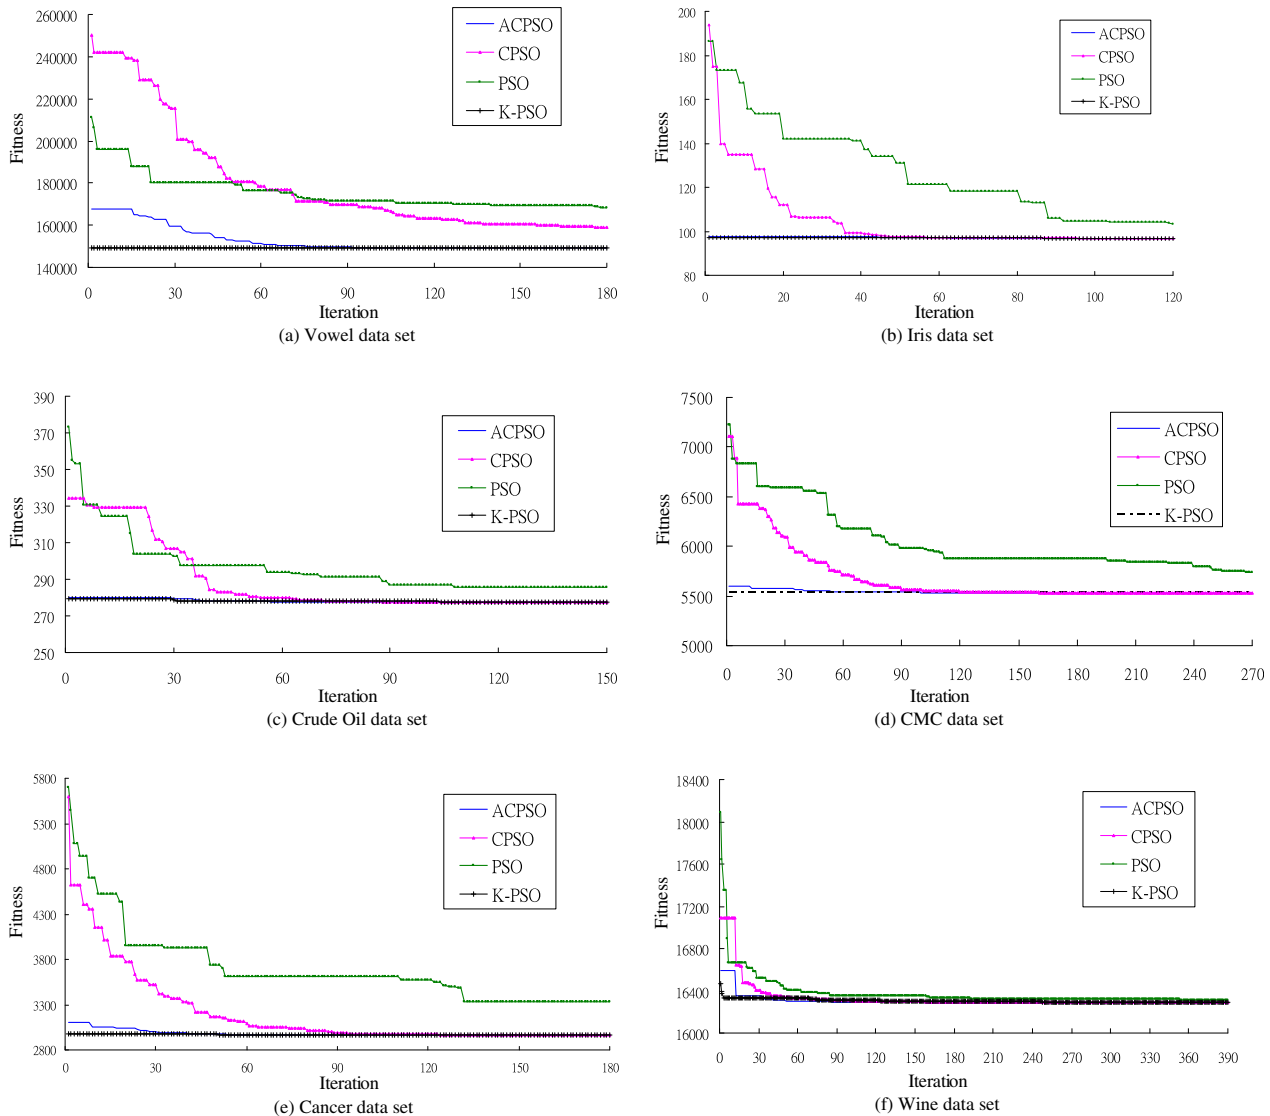 260000
240000
220000
200000
180000
160000
140000
Fitness
0 30 60 90 120 150 180
Iteration
ACPSO
CPSO
PSO
K-PSO
(a) Vowel data set
200
180
160
140
120
100
80
Fitness
0 20 40 60 80 100 120
Iteration
ACPSO
CPSO
PSO
K-PSO
(b) Iris data set
390
370
350
330
310
290
270
250
Fitness
0 30 60 90 120 150
Iteration
ACPSO
CPSO
PSO
K-PSO
(c) Crude Oil data set
7500
7000
6500
6000
5500
5000
Fitness
0 30 60 90 120 150 180 210 240 270
Iteration
ACPSO
CPSO
PSO
K-PSO
(d) CMC data set
5800
5300
4800
4300
3800
3300
2800
Fitness
0 30 60 90 120 150 180
Iteration
ACPSO
CPSO
PSO
K-PSO
(e) Cancer data set
18400
18000
17600
17200
16800
16400
16000
Fitness
0 30 60 90 120 150 180 210 240 270 300 330 360 390
Iteration
ACPSO
CPSO
PSO
K-PSO
(f) Wine data set